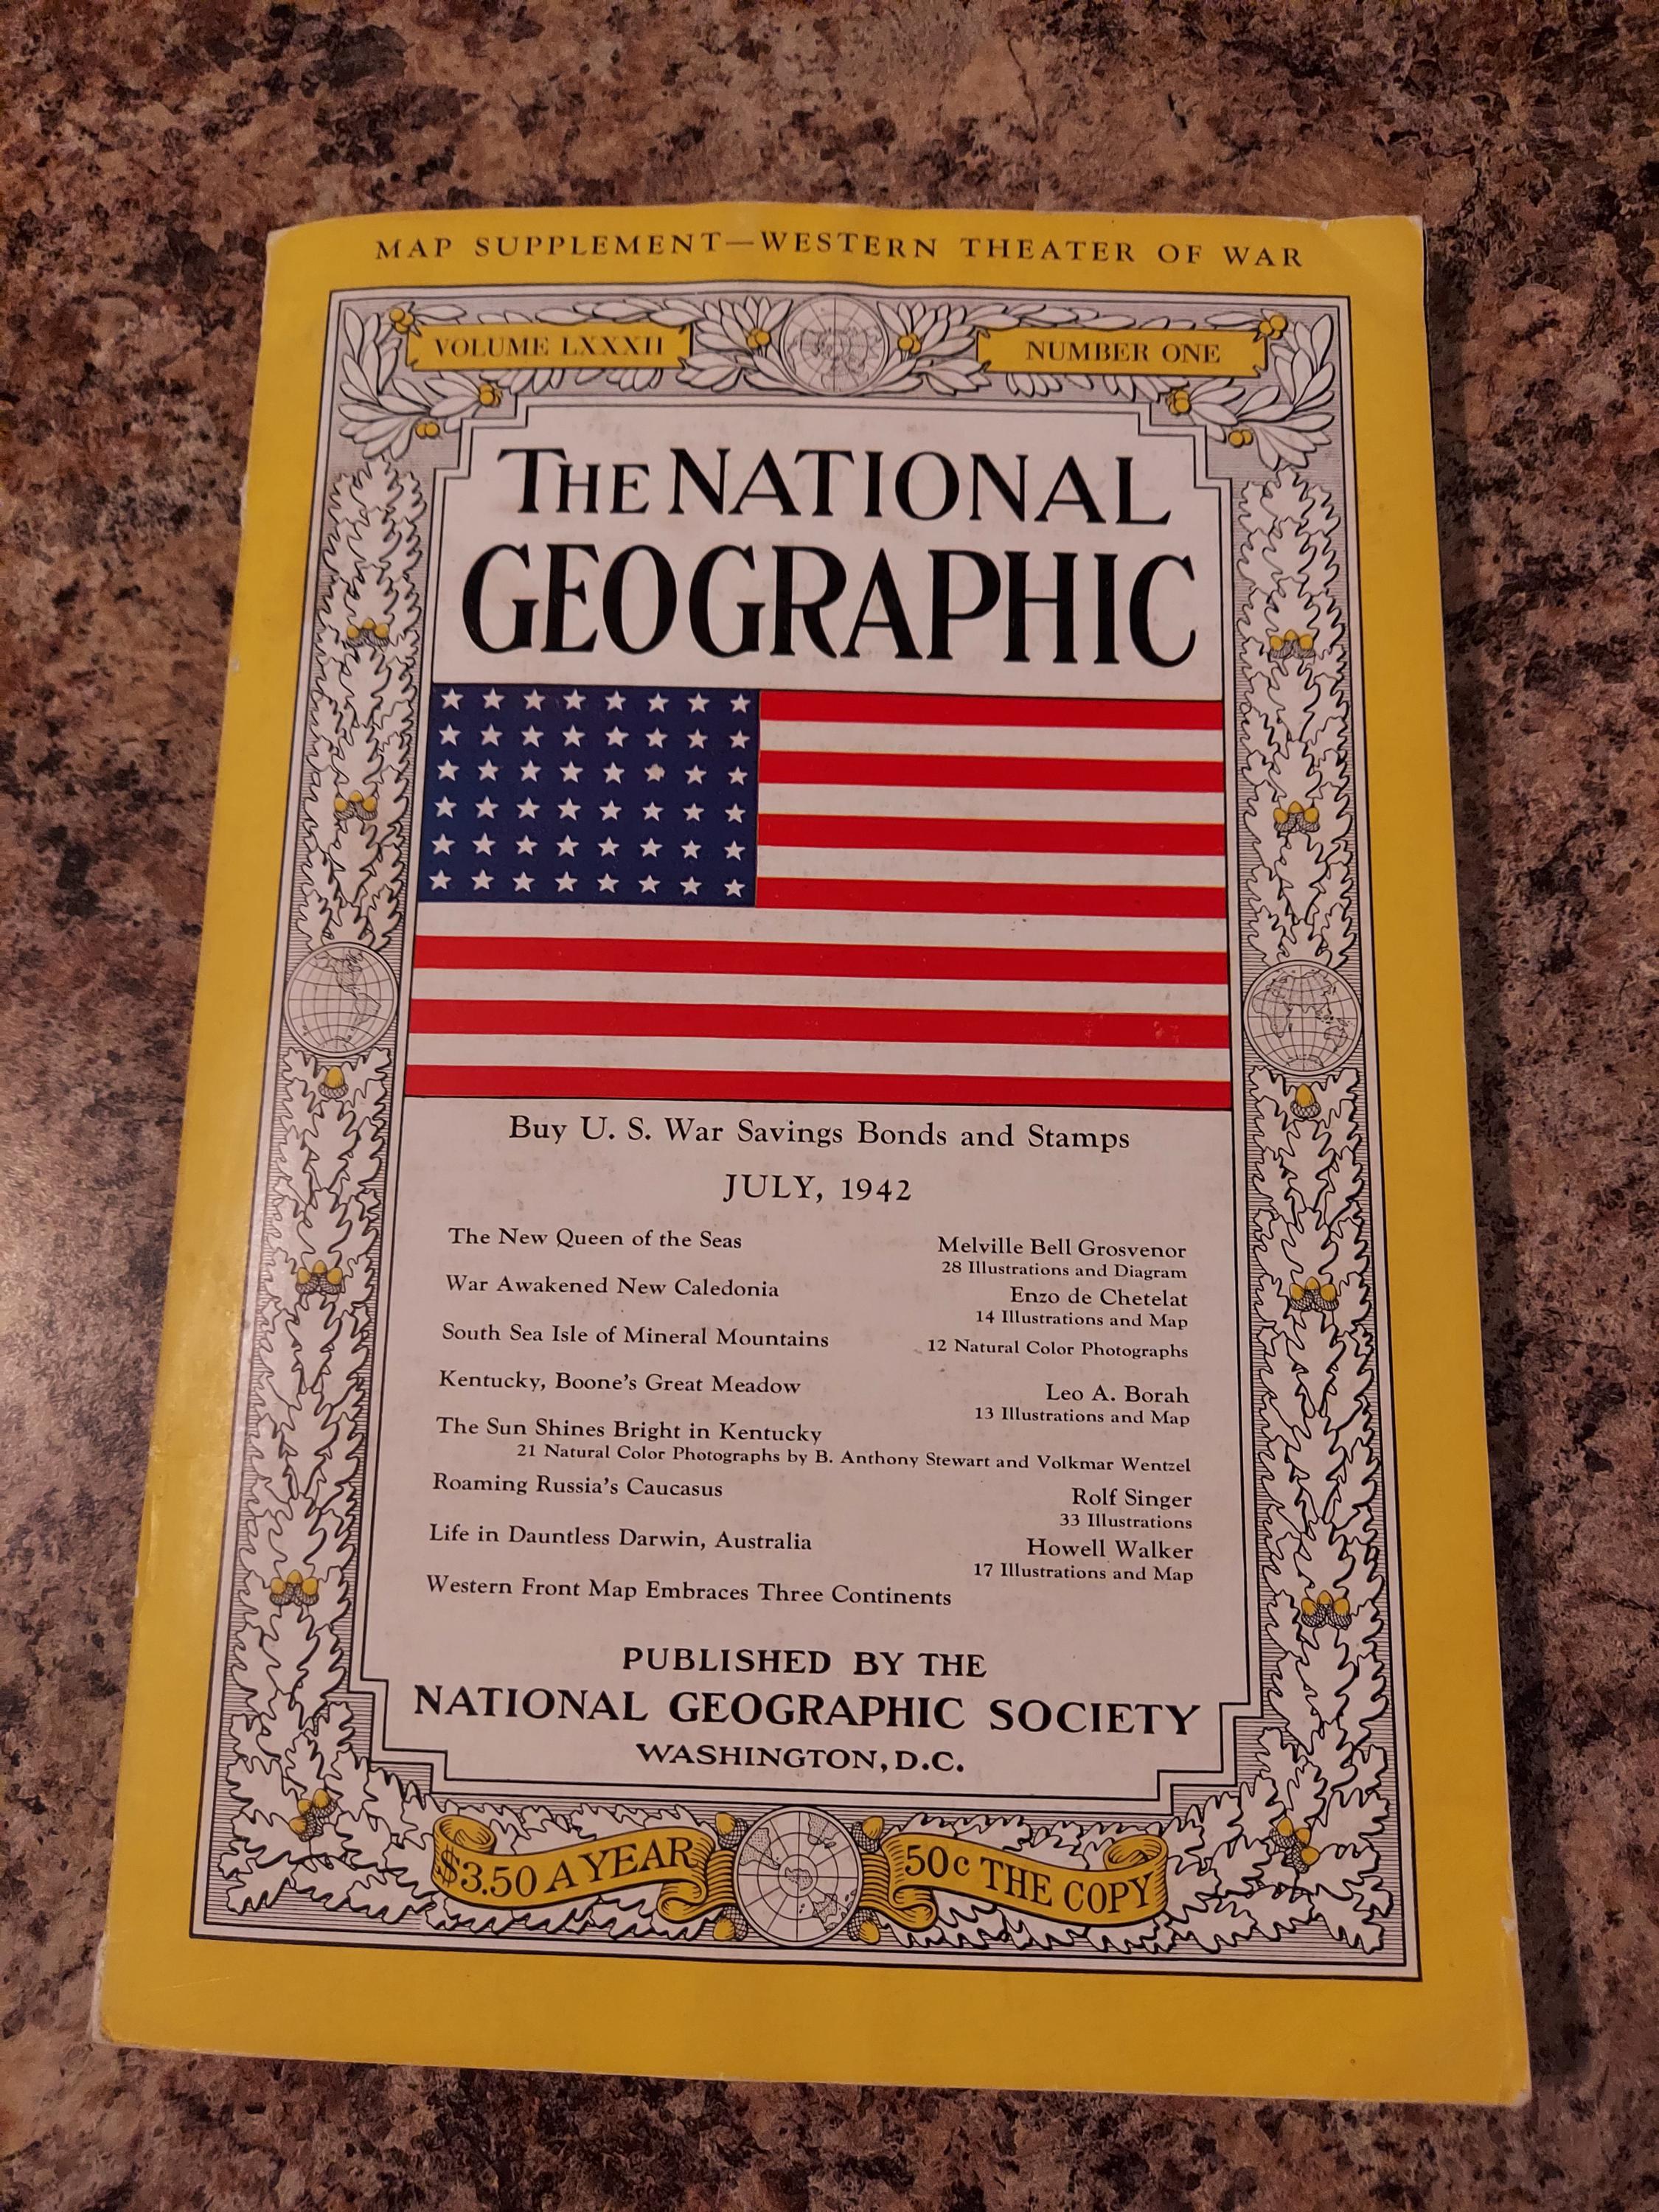 MAP SUPPLEMENT—WESTERN THEATER OF WAR
VOLUME LXXXII
NUMBER ONE
THE NATIONAL
GEOGRAPHIC
Buy U. S. War Savings Bonds and Stamps
JULY, 1942
The New Queen of the Seas
Melville Bell Grosvenor
28 Illustrations and Diagram
War Awakened New Caledonia
Enzo de Chetelat
14 Illustrations and Map
South Sea Isle of Mineral Mountains
12 Natural Color Photographs
Kentucky, Boone's Great Meadow
Leo A. Borah
13 Illustrations and Map
The Sun Shines Bright in Kentucky
21 Natural Color Photographs by B. Anthony Stewart and Volkmar Wentzel
Roaming Russia's Caucasus
Rolf Singer
33 Illustrations
Life in Dauntless Darwin, Australia
Howell Walker
17 Illustrations and Map
Western Front Map Embraces Three Continents
PUBLISHED BY THE
NATIONAL GEOGRAPHIC SOCIETY
WASHINGTON, D.C.
$3.50 A YEAR
50c THE COPY